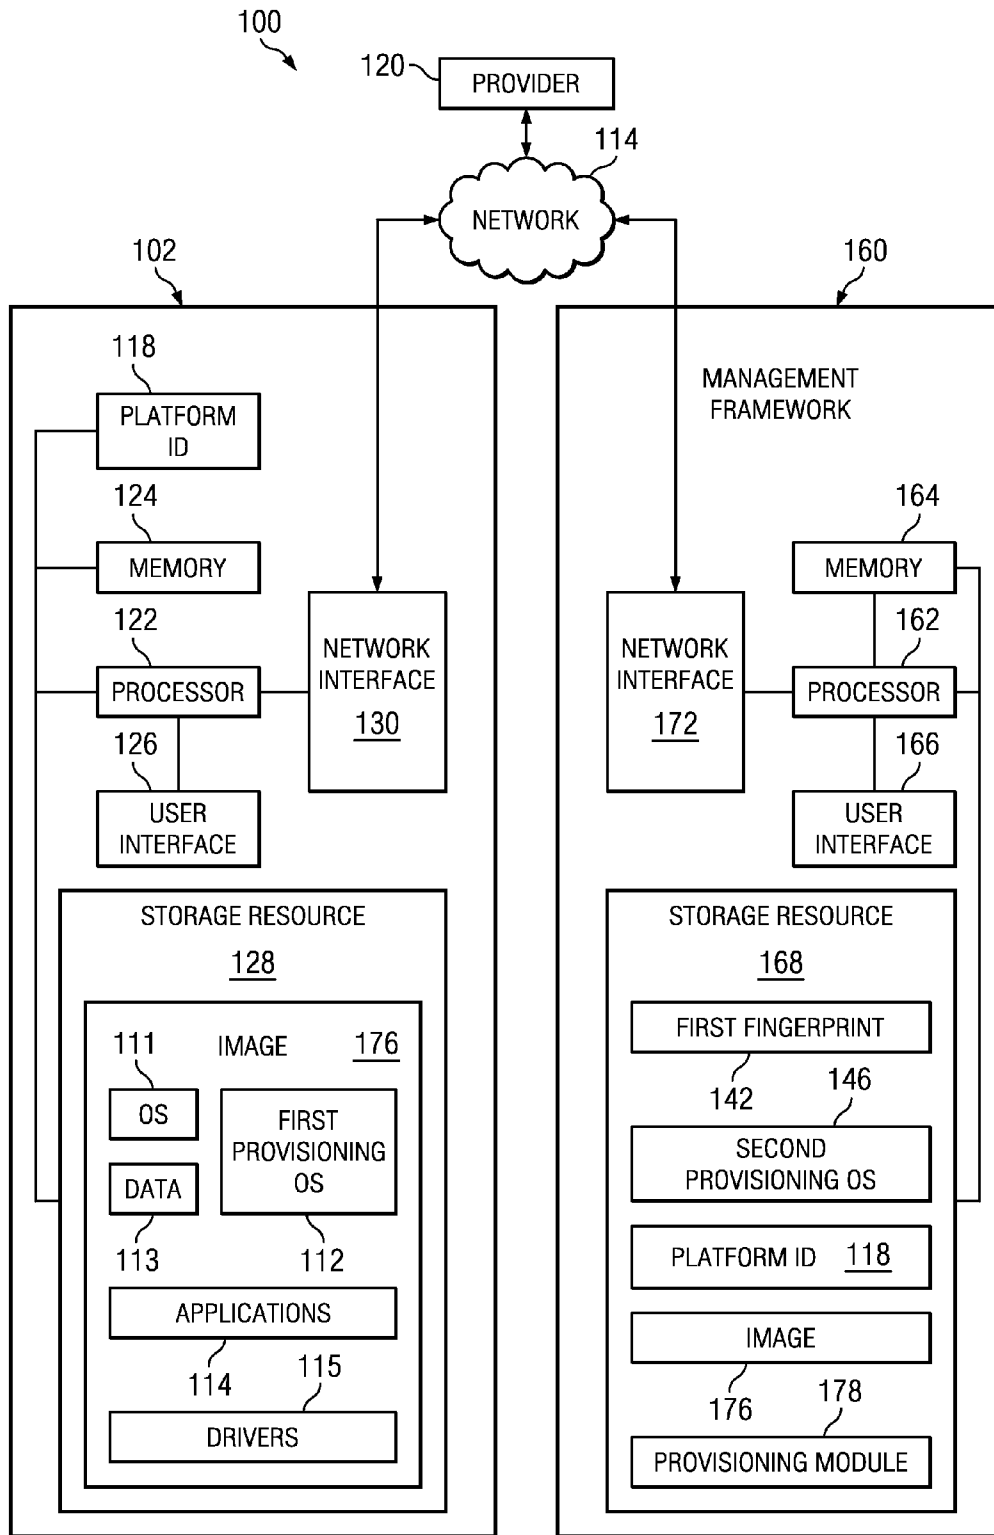 100
120
PROVIDER
114
NETWORK
102
160
118
PLATFORM
ID
MANAGEMENT
FRAMEWORK
124
MEMORY
164
MEMORY
122
PROCESSOR
NETWORK
INTERFACE
130
NETWORK
INTERFACE
172
162
PROCESSOR
126
USER
INTERFACE
166
USER
INTERFACE
STORAGE RESOURCE
128
IMAGE 176
111
OS
FIRST
PROVISIONING
OS
DATA
113
112
APPLICATIONS
114
115
DRIVERS
STORAGE RESOURCE
168
FIRST FINGERPRINT
142
146
SECOND
PROVISIONING OS
PLATFORM ID 118
IMAGE
176
178
PROVISIONING MODULE